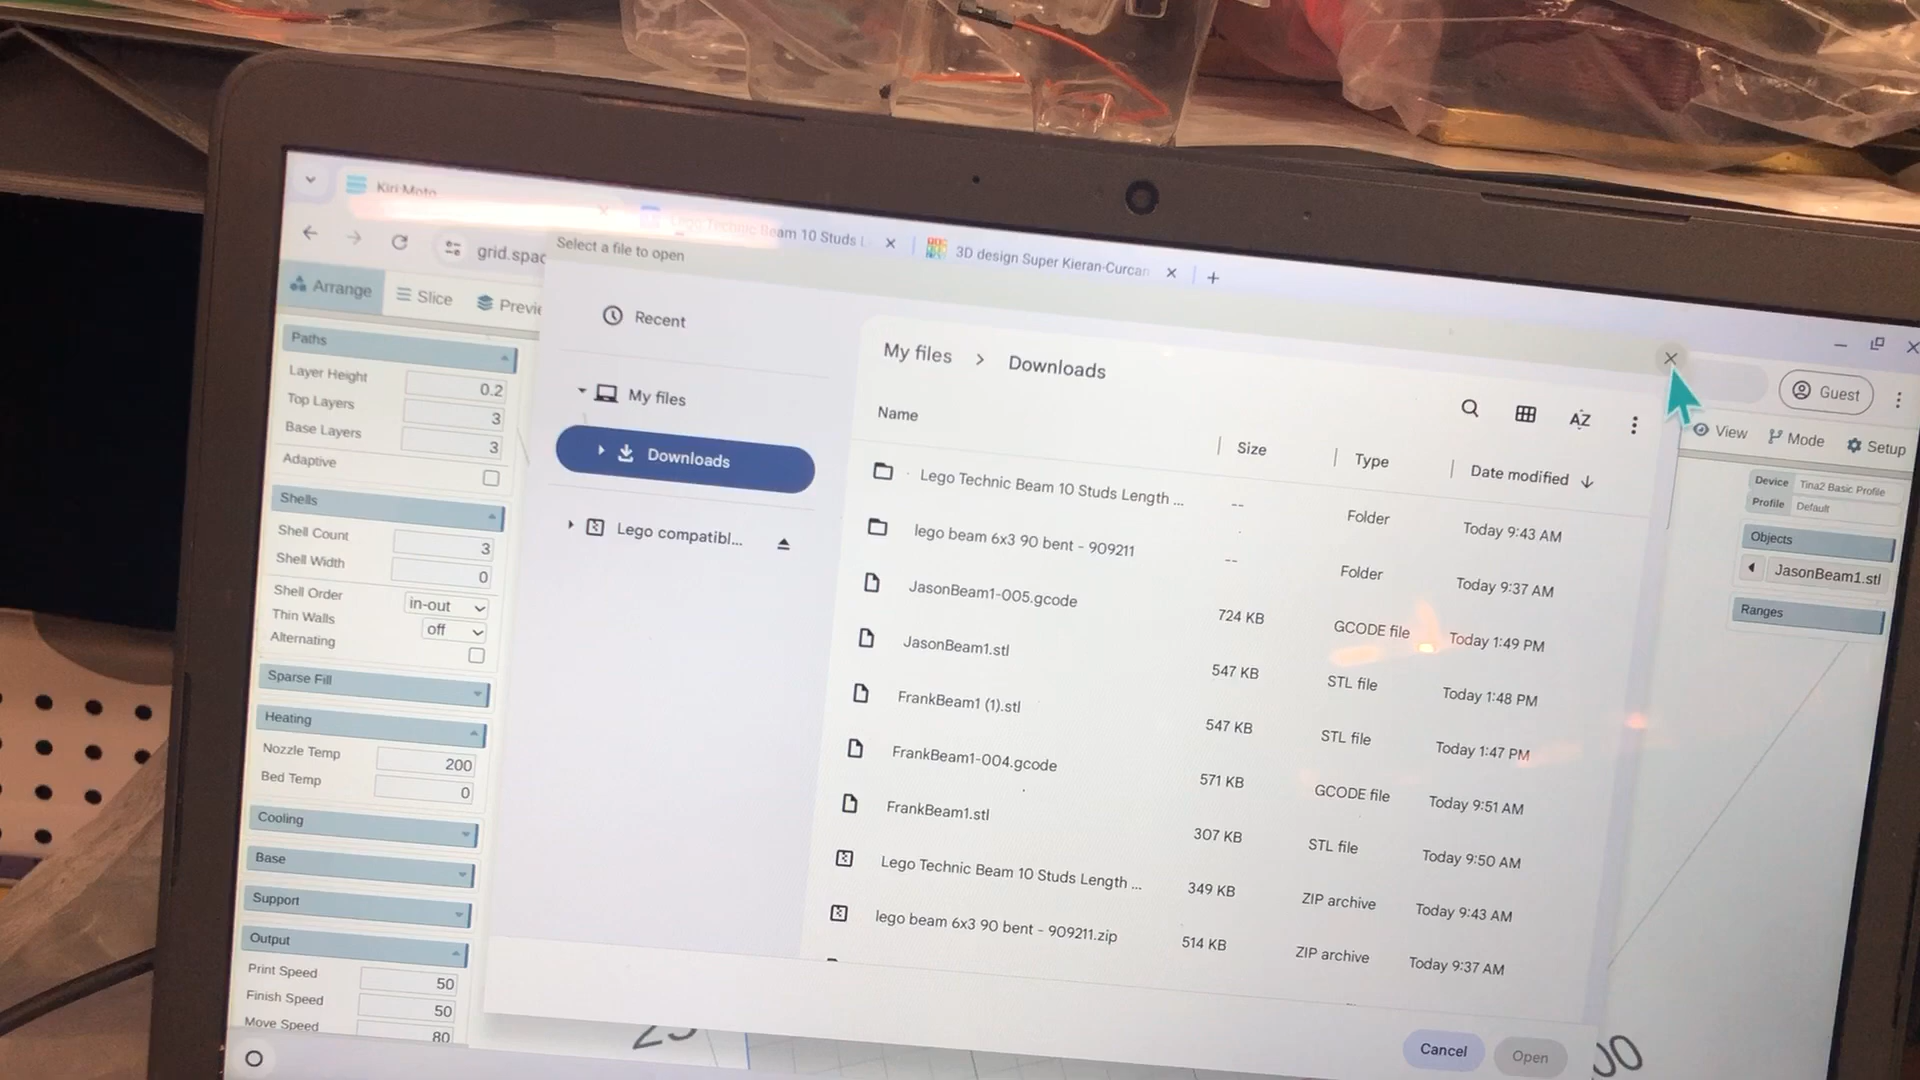 Kiri:Moto
Lego Technic Beam 10 Studs L
3D design Super Kieran-Curcan
grid.spac
Guest
Select a file to open
Arrange
Slice
Previe
View
Mode
Setup
Paths
Layer Height 0.2
Top Layers 3
Base Layers 3
Adaptive
Shells
Shell Count 3
Shell Width 0
Shell Order in-out
Thin Walls off
Alternating
Sparse Fill
Heating
Nozzle Temp 200
Bed Temp 0
Cooling
Base
Support
Output
Print Speed 50
Finish Speed 50
Move Speed 80
Recent
My files
Downloads
Lego compatibl...
My files > Downloads
AZ
Name Size Type Date modified
Lego Technic Beam 10 Studs Length ... -- Folder Today 9:43 AM
lego beam 6x3 90 bent - 909211 -- Folder Today 9:37 AM
JasonBeam1-005.gcode 724 KB GCODE file Today 1:49 PM
JasonBeam1.stl 547 KB STL file Today 1:48 PM
FrankBeam1 (1).stl 547 KB STL file Today 1:47 PM
FrankBeam1-004.gcode 571 KB GCODE file Today 9:51 AM
FrankBeam1.stl 307 KB STL file Today 9:50 AM
Lego Technic Beam 10 Studs Length ... 349 KB ZIP archive Today 9:43 AM
lego beam 6x3 90 bent - 909211.zip 514 KB ZIP archive Today 9:37 AM
Cancel
Open
Device Tina2 Basic Profile
Profile Default
Objects
JasonBeam1.stl
Ranges